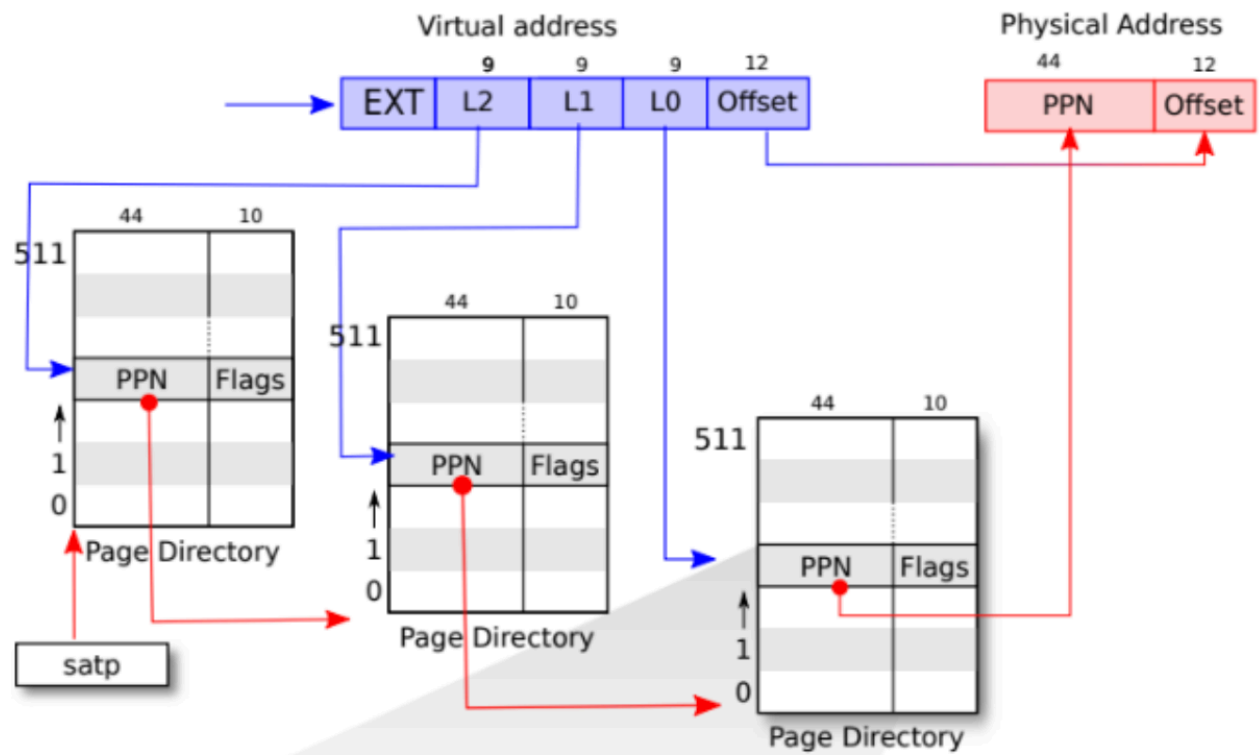 Virtual address
Physical Address
9 9 9 12
44 12
EXT L2 L1 L0 Offset
PPN Offset
44 10
511
PPN Flags
1
0
Page Directory
satp
44 10
511
PPN Flags
1
0
Page Directory
44 10
511
PPN Flags
1
0
Page Directory